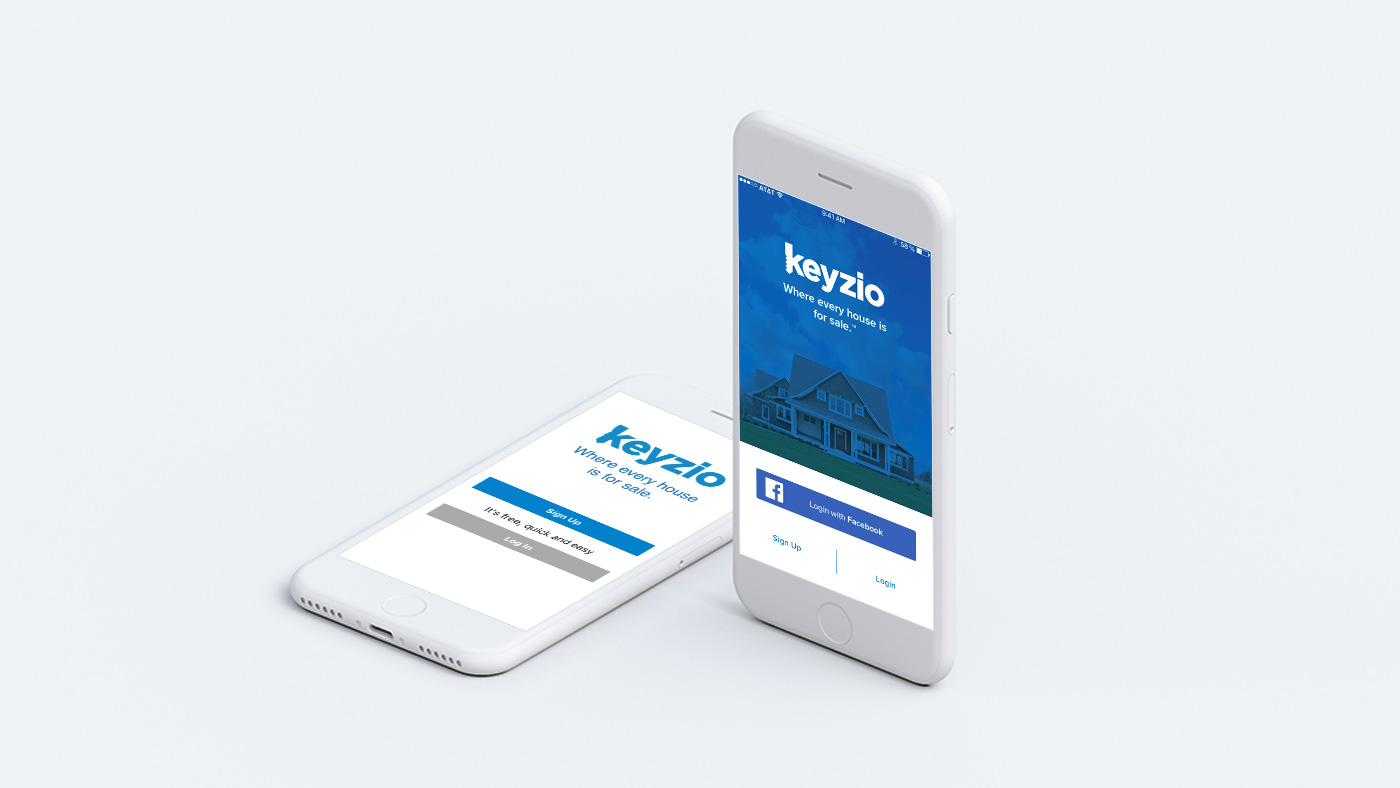 keyzio
Where every house
is for sale.
Sign Up
It's free, quick and easy
Log In
AT&T
9:41 AM
58 %
keyzio
Where every house is
for sale.™
Login with Facebook
Sign Up
Login